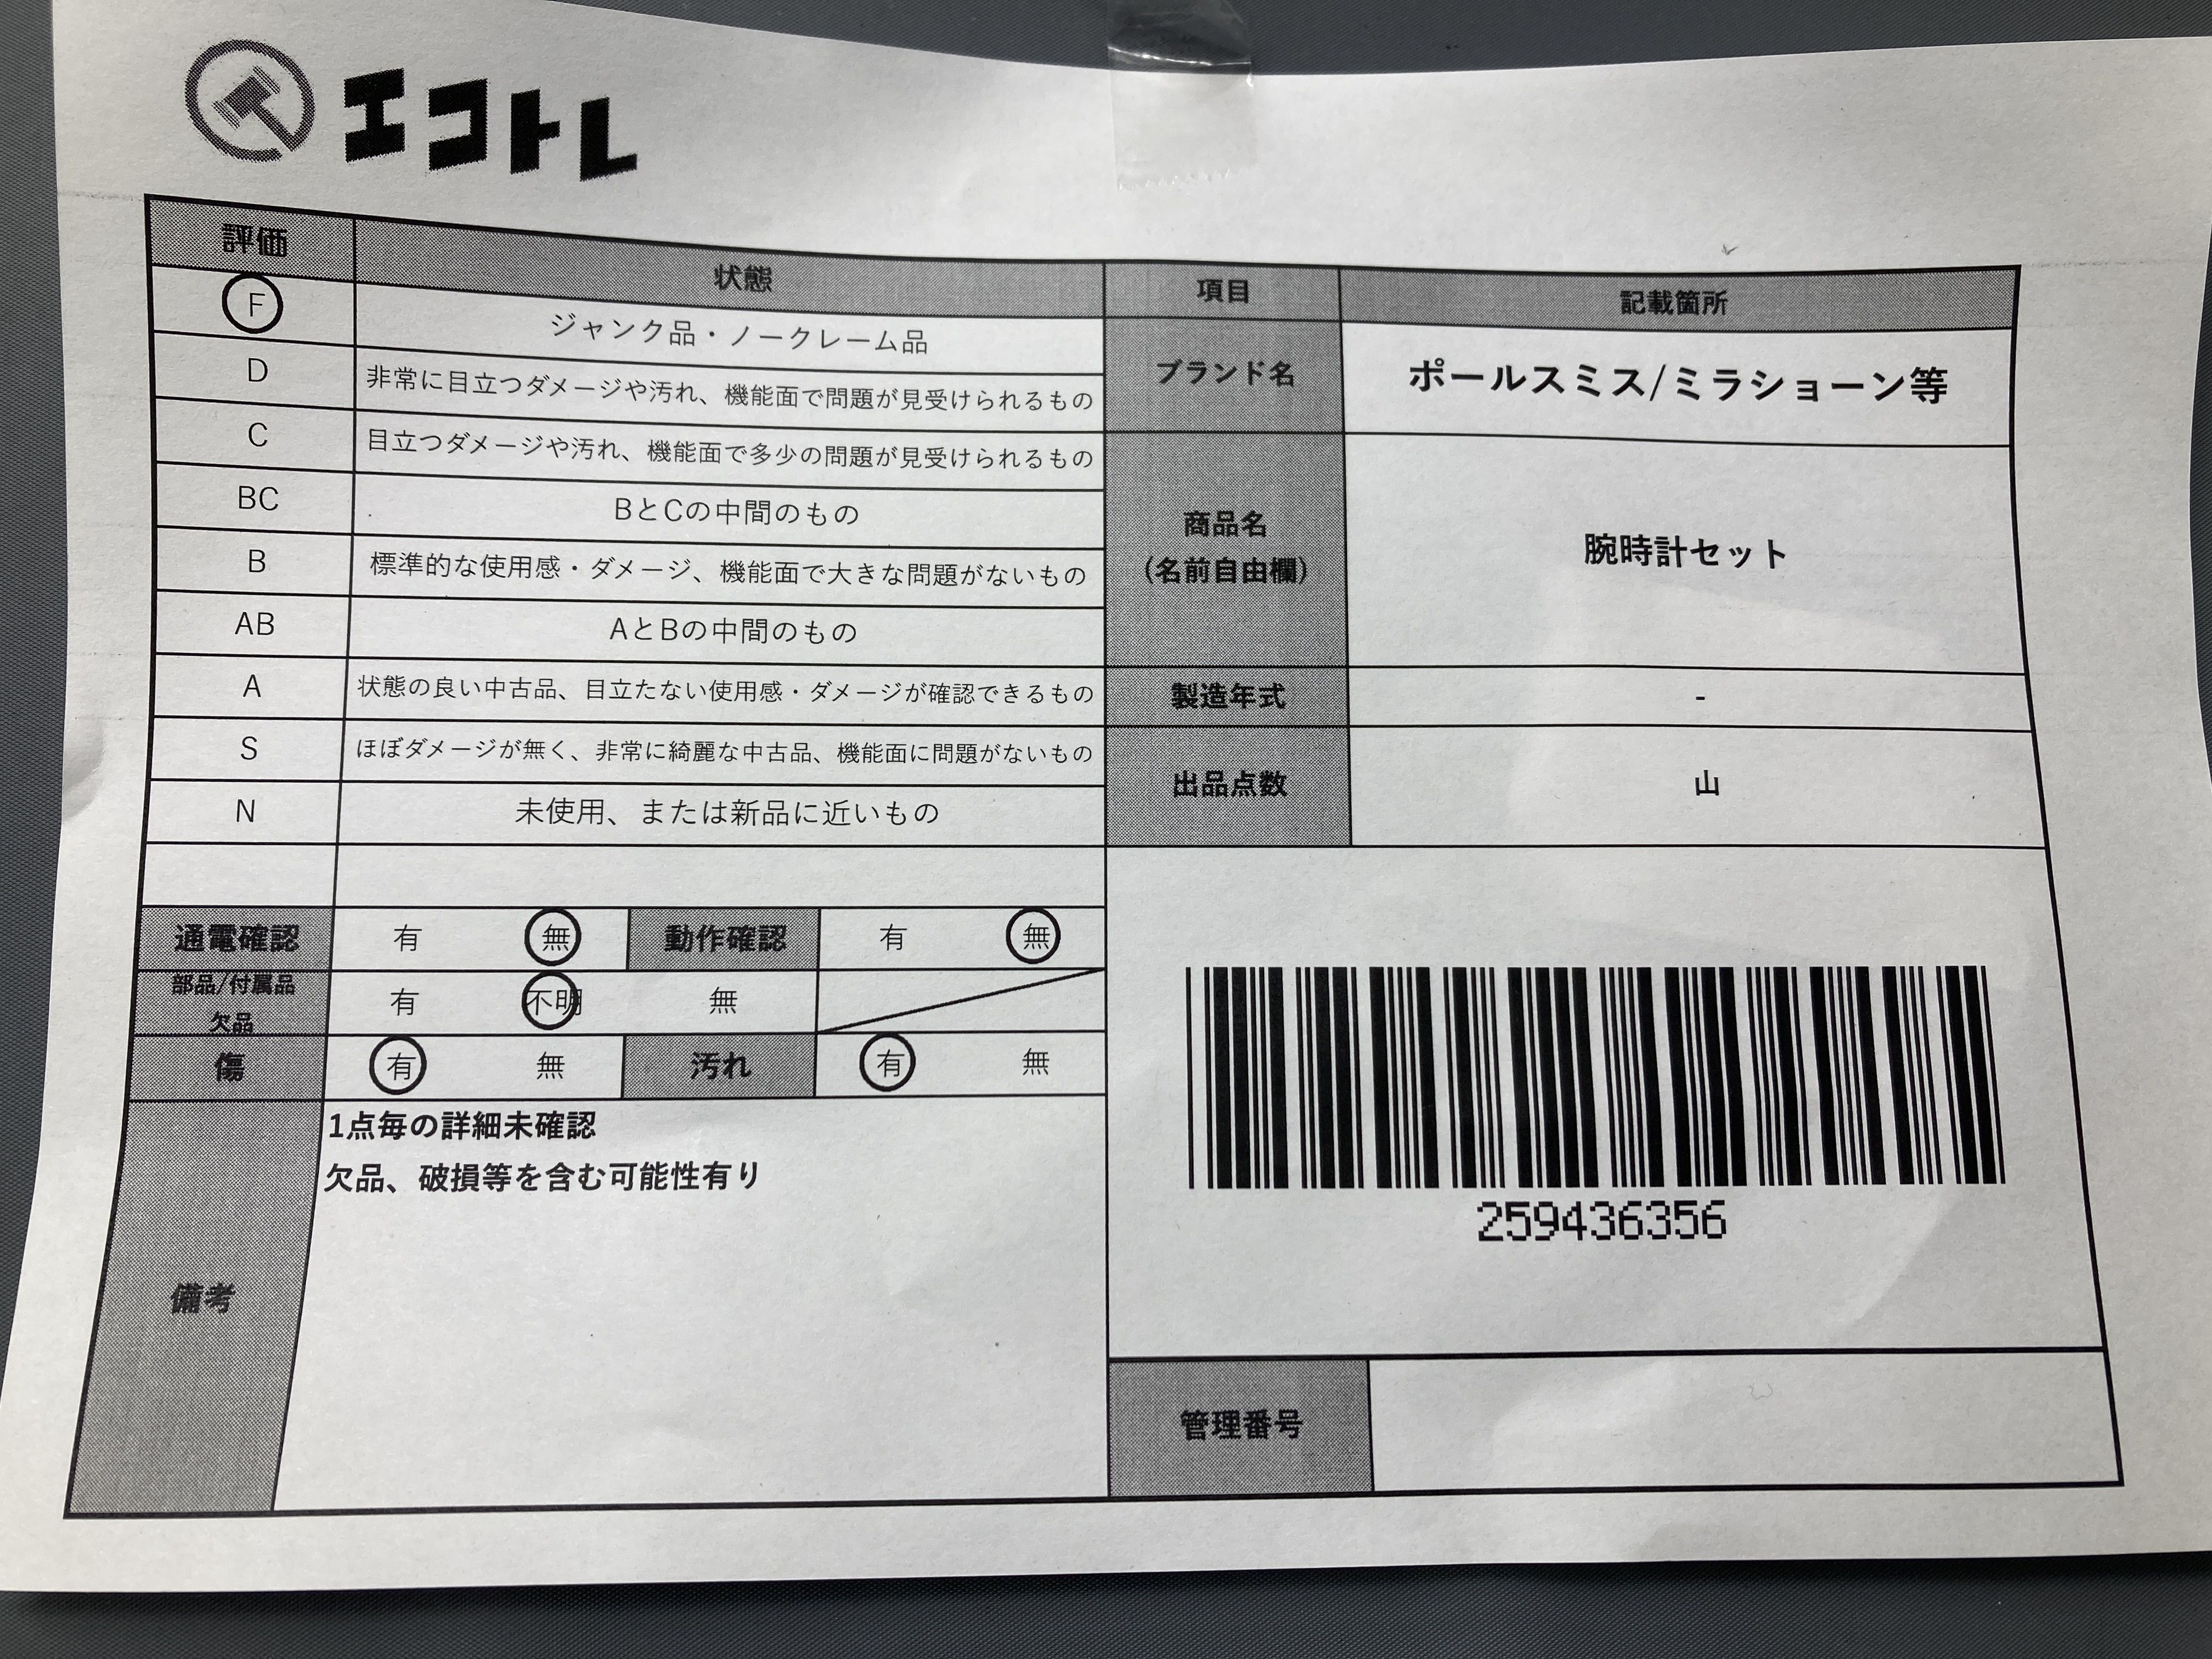 エコトレ
評価 状態
F ジャンク品・ノークレーム品
D 非常に目立つダメージや汚れ、機能面で問題が見受けられるもの
C 目立つダメージや汚れ、機能面で多少の問題が見受けられるもの
BC BとCの中間のもの
B 標準的な使用感・ダメージ、機能面で大きな問題がないもの
AB AとBの中間のもの
A 状態の良い中古品、目立たない使用感・ダメージが確認できるもの
S ほぼダメージが無く、非常に綺麗な中古品、機能面に問題がないもの
N 未使用、または新品に近いもの
通電確認 有 無 動作確認 有 無
部品/付属品
欠品 有 不明 無
傷 有 無 汚れ 有 無
備考
1点毎の詳細未確認
欠品、破損等を含む可能性有り
項目 記載箇所
ブランド名 ポールスミス/ミラショーン等
商品名
(名前自由欄) 腕時計セット
製造年式 -
出品点数 山
259436356
管理番号